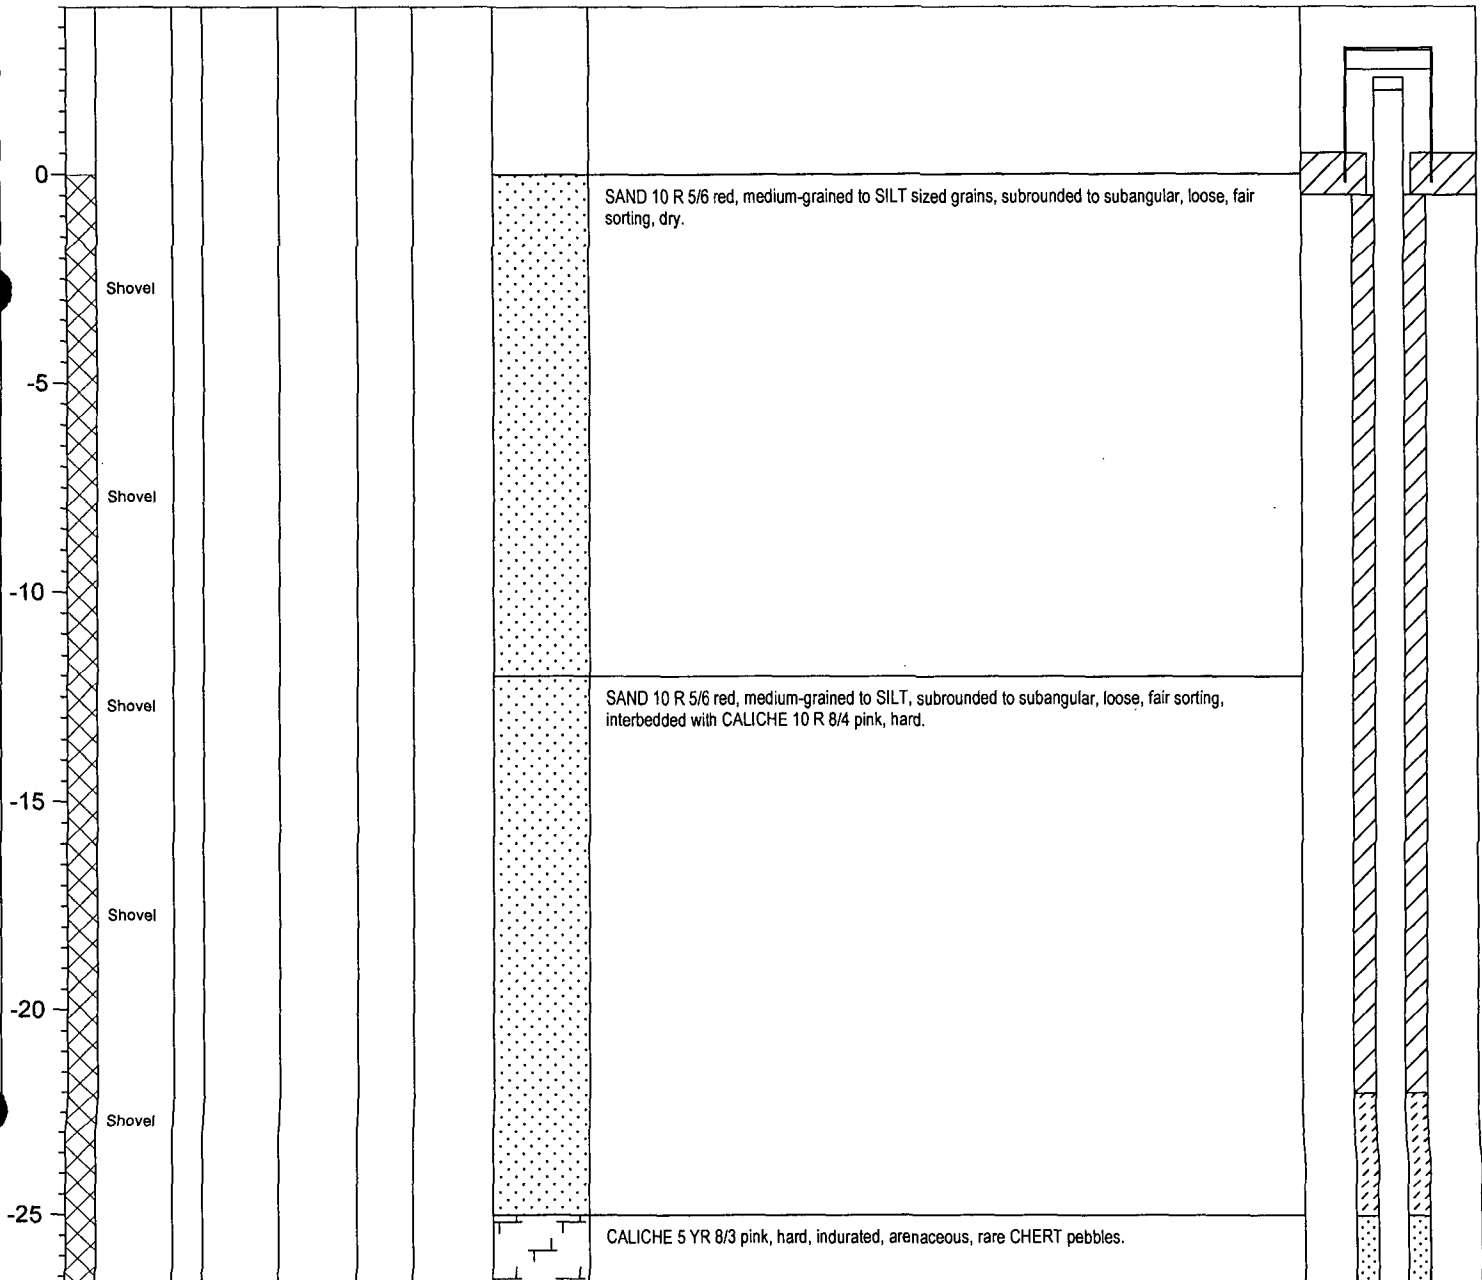 0
SAND 10 R 5/6 red, medium-grained to SILT sized grains, subrounded to subangular, loose, fair
sorting, dry.
Shovel
-5
Shovel
-10
SAND 10 R 5/6 red, medium-grained to SILT, subrounded to subangular, loose, fair sorting,
interbedded with CALICHE 10 R 8/4 pink, hard.
Shovel
-15
Shovel
-20
Shovel
-25
CALICHE 5 YR 8/3 pink, hard, indurated, arenaceous, rare CHERT pebbles.